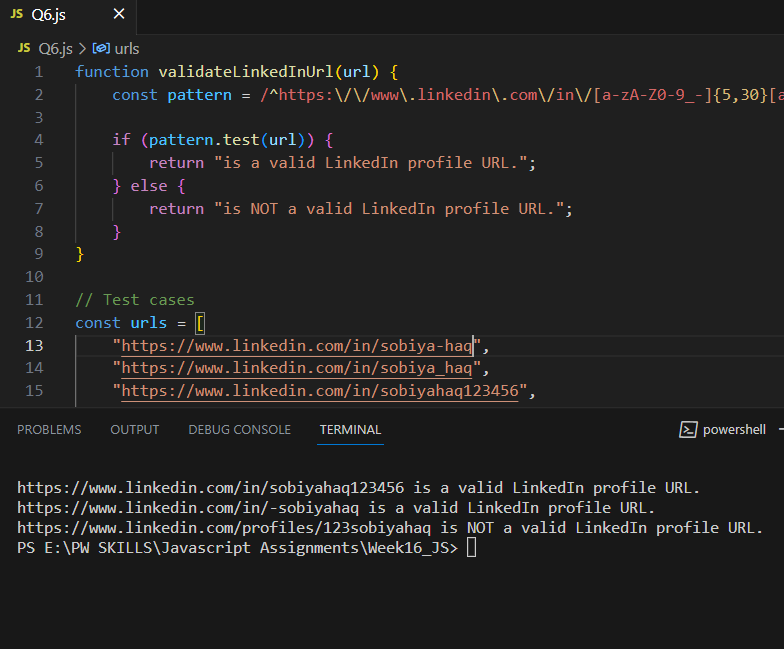 JS Q6.js ×
JS Q6.js > urls
1 function validateLinkedInUrl(url) {
2 const pattern = /^https:\/\/www\.linkedin\.com\/in\/[a-zA-Z0-9_-]{5,30}[a
3
4 if (pattern.test(url)) {
5 return "is a valid LinkedIn profile URL.";
6 } else {
7 return "is NOT a valid LinkedIn profile URL.";
8 }
9 }
10
11 // Test cases
12 const urls = [
13 "https://www.linkedin.com/in/sobiya-haq",
14 "https://www.linkedin.com/in/sobiya_haq",
15 "https://www.linkedin.com/in/sobiyahaq123456",
PROBLEMS OUTPUT DEBUG CONSOLE TERMINAL powershell
https://www.linkedin.com/in/sobiyahaq123456 is a valid LinkedIn profile URL.
https://www.linkedin.com/in/-sobiyahaq is a valid LinkedIn profile URL.
https://www.linkedin.com/profiles/123sobiyahaq is NOT a valid LinkedIn profile URL.
PS E:\PW SKILLS\Javascript Assignments\Week16_JS>